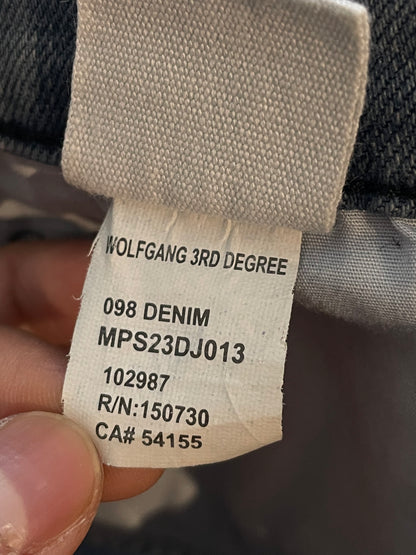 WOLFGANG 3RD DEGREE
098 DENIM
MPS23DJ013
102987
R/N:150730
CA# 54155